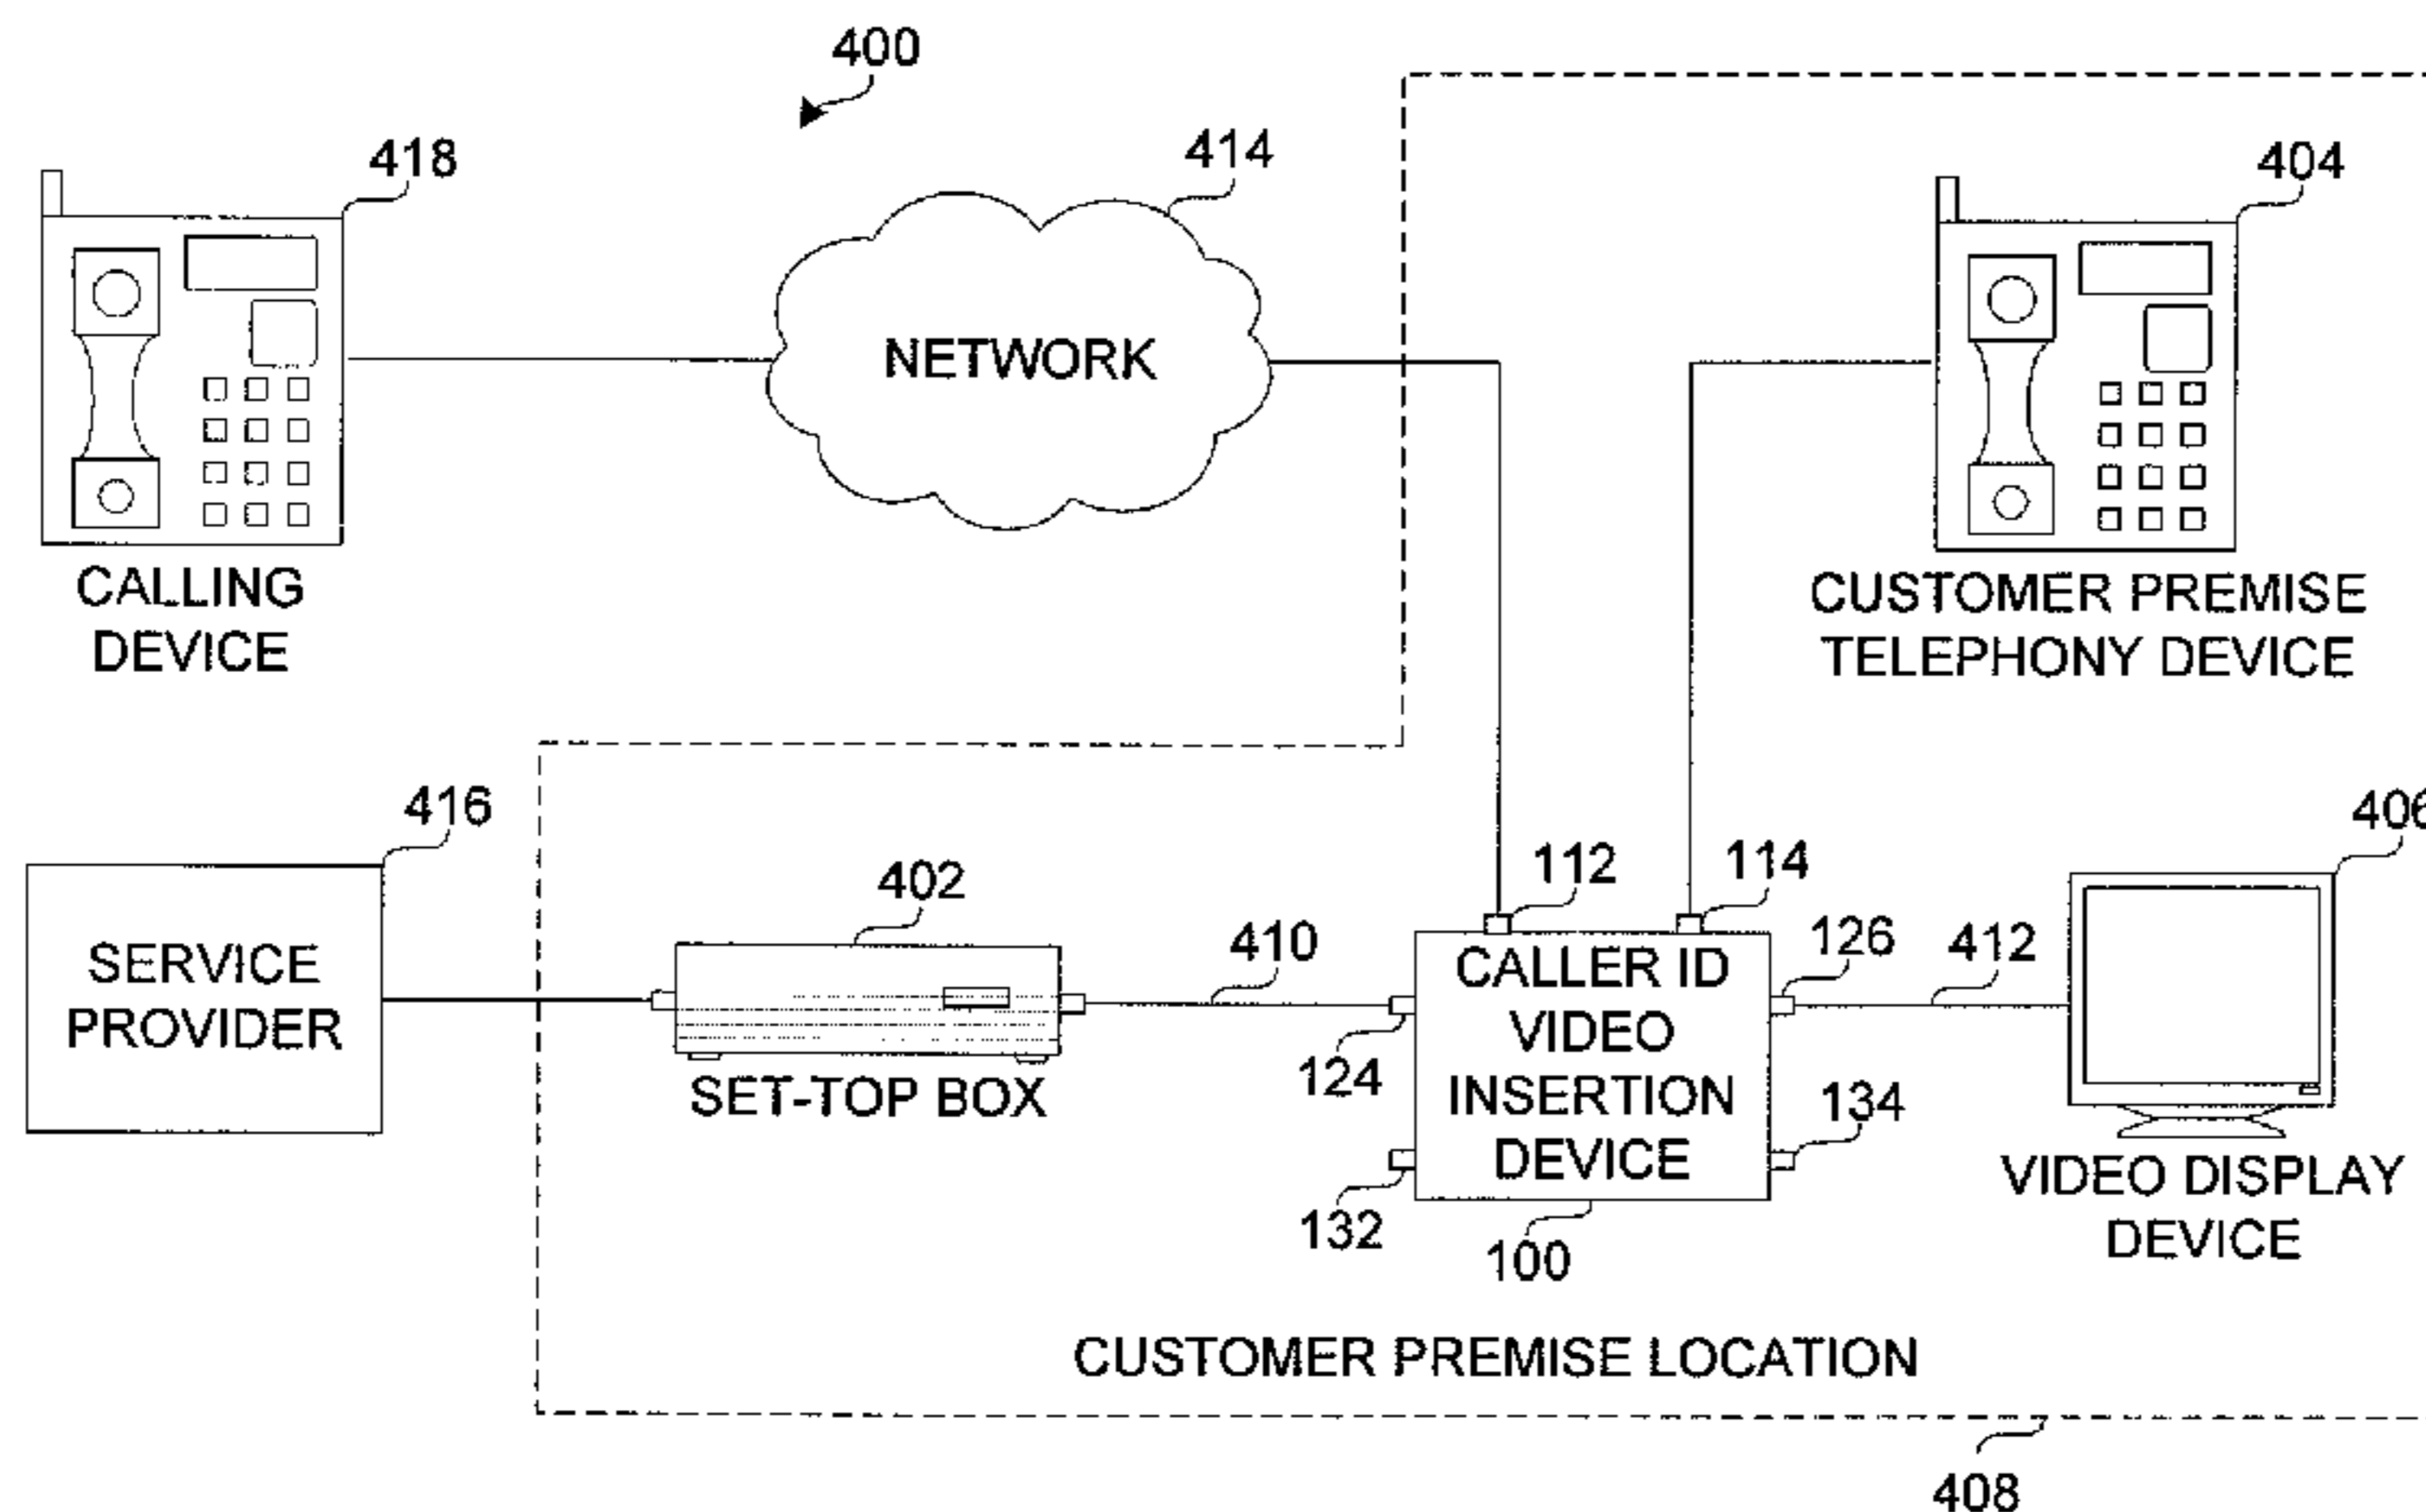 400
418
414
404
NETWORK
CALLING
DEVICE
CUSTOMER PREMISE
TELEPHONY DEVICE
416
402
410
112
114
126
412
406
SERVICE
PROVIDER
SET-TOP BOX
124
132
CALLER ID
VIDEO
INSERTION
DEVICE
134
100
VIDEO DISPLAY
DEVICE
CUSTOMER PREMISE LOCATION
408